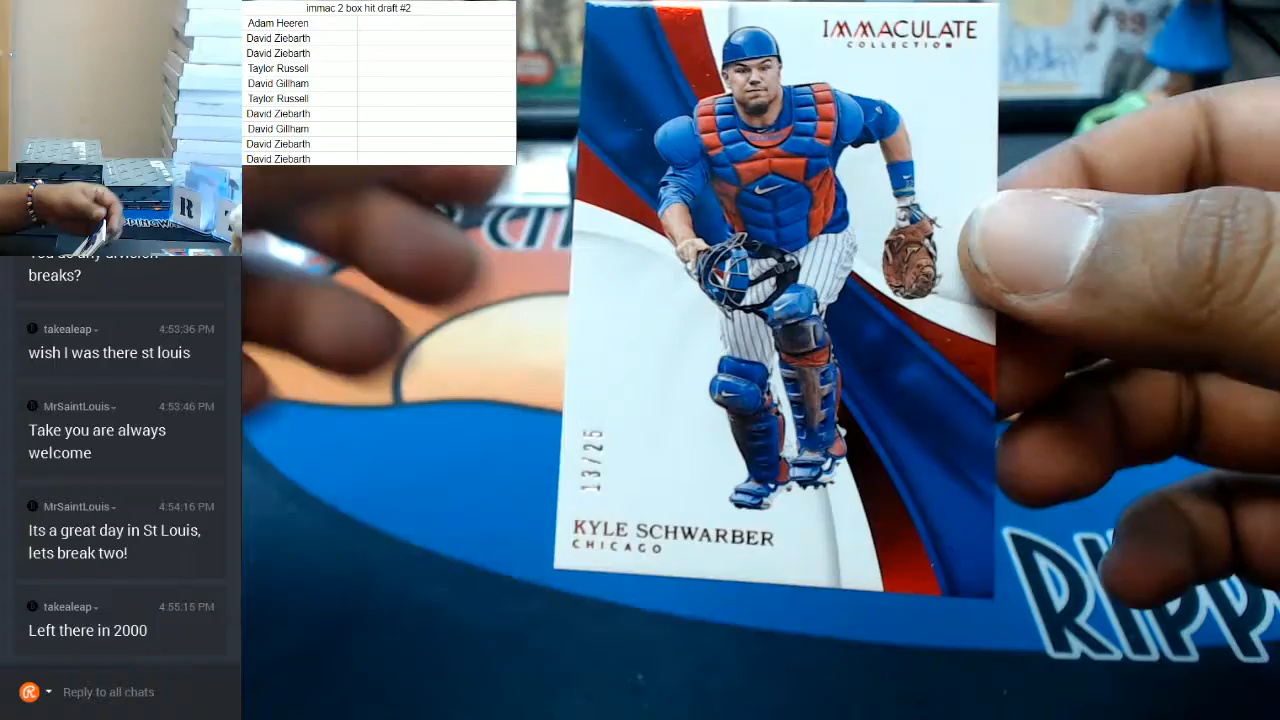 immac 2 box hit draft #2
Adam Heeren
David Ziebarth
David Ziebarth
Taylor Russell
David Gillham
Taylor Russell
David Ziebarth
David Gillham
David Ziebarth
David Ziebarth
breaks?
takealeap
4:53:36 PM
wish I was there st louis
MrSaintLouis
4:53:46 PM
Take you are always
welcome
MrSaintLouis
4:54:16 PM
Its a great day in St Louis,
lets break two!
takealeap
4:55:15 PM
Left there in 2000
Reply to all chats
IMMACULATE
COLLECTION
13/25
KYLE SCHWARBER
CHICAGO
R
RIPP